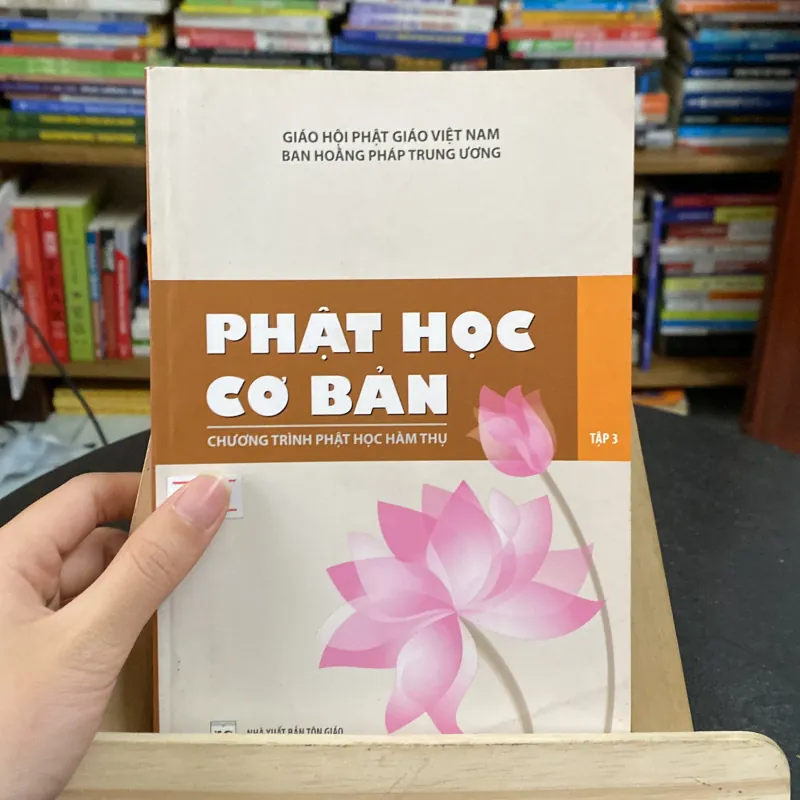 GIÁO HỘI PHẬT GIÁO VIỆT NAM
BAN HOẰNG PHÁP TRUNG ƯƠNG
PHẬT HỌC
CƠ BẢN
CHƯƠNG TRÌNH PHẬT HỌC HÀM THỤ
TẬP 3
NHÀ XUẤT BẢN TÔN GIÁO